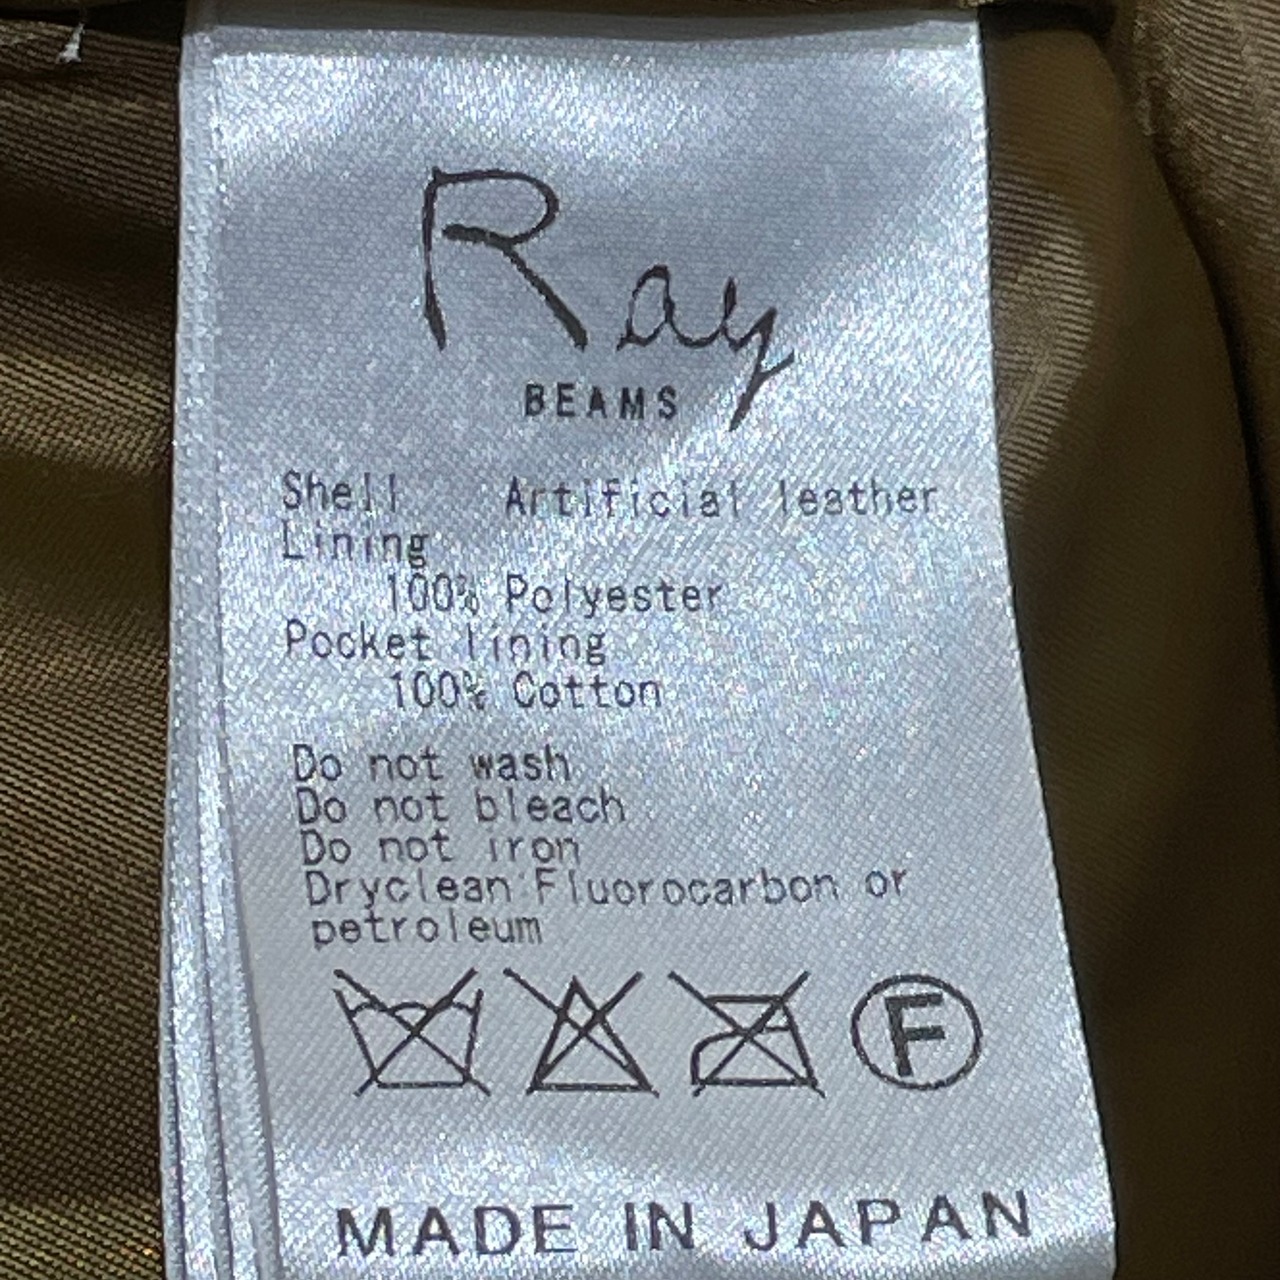 Ray
BEAMS
Shell Artificial leather
Lining
100% Polyester
Pocket lining
100% Cotton
Do not wash
Do not bleach
Do not iron
Dryclean:Fluorocarbon or
petroleum
F
MADE IN JAPAN